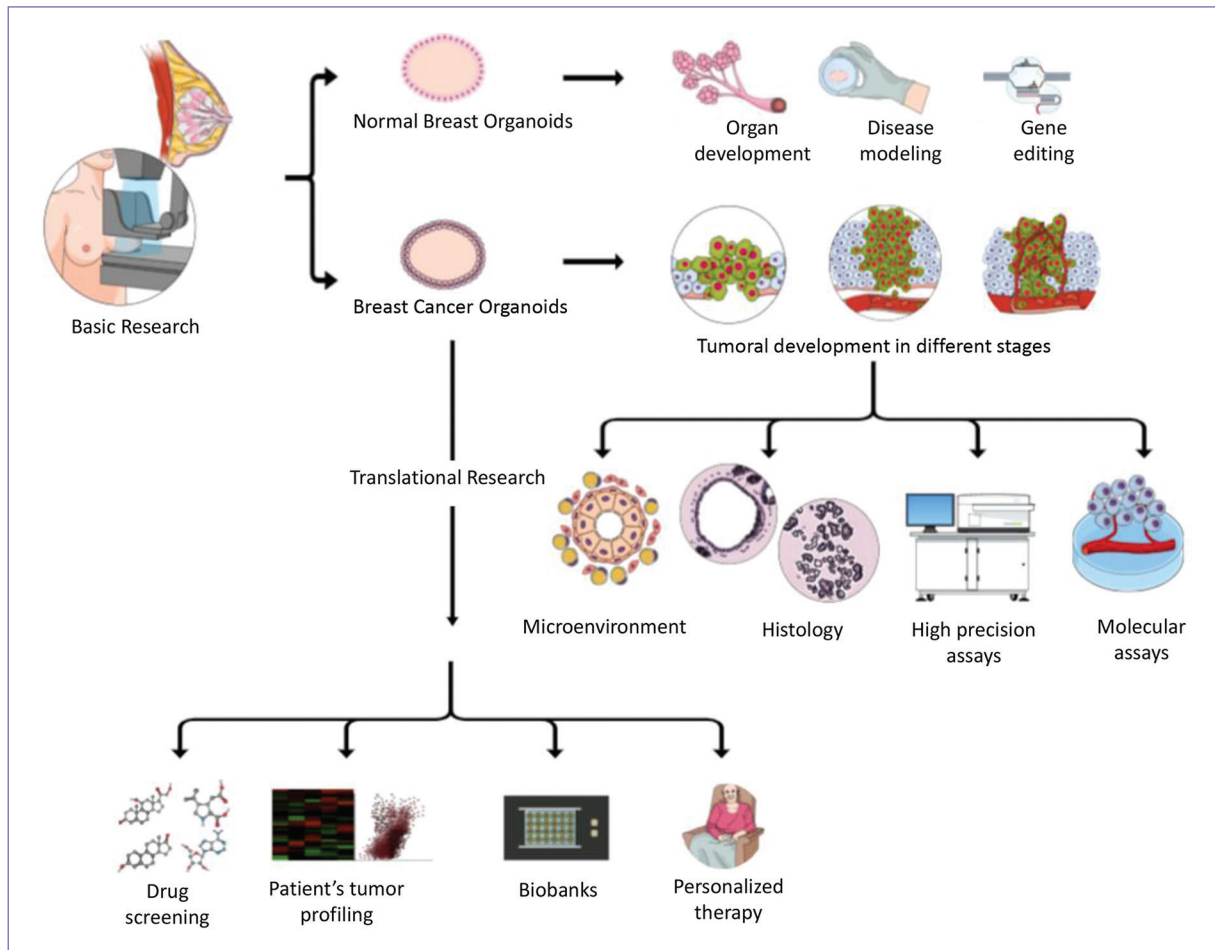 Normal Breast Organoids
Organ
development
Disease
modeling
Gene
editing
Basic Research
Breast Cancer Organoids
Tumoral development in different stages
Translational Research
Microenvironment
Histology
High precision
assays
Molecular
assays
Drug
screening
Patient’s tumor
profiling
Biobanks
Personalized
therapy